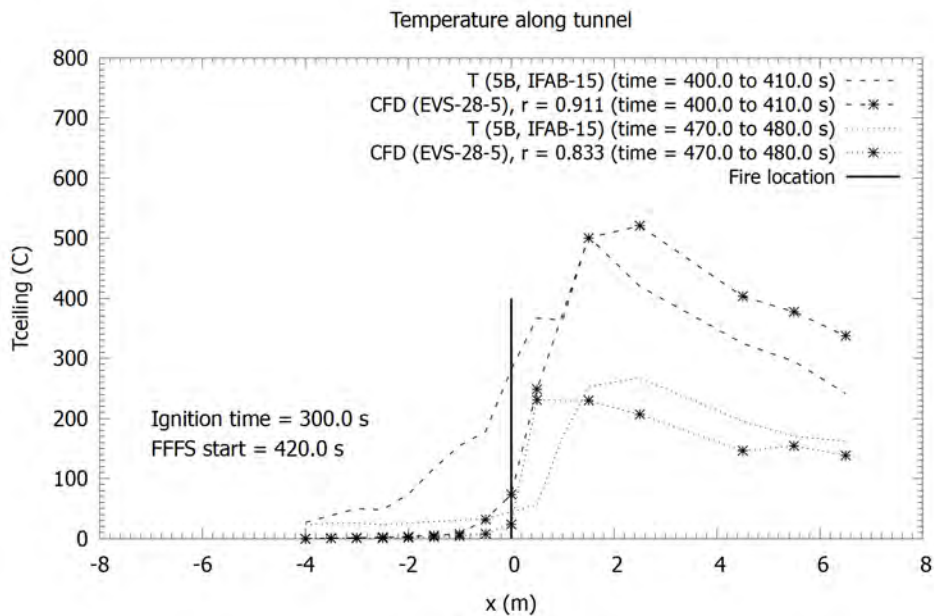 Temperature along tunnel
800
700
600
500
400
300
200
100
0
Tceiling (C)
T (5B, IFAB-15) (time = 400.0 to 410.0 s)
CFD (EVS-28-5), r = 0.911 (time = 400.0 to 410.0 s)
T (5B, IFAB-15) (time = 470.0 to 480.0 s)
CFD (EVS-28-5), r = 0.833 (time = 470.0 to 480.0 s)
Fire location
Ignition time = 300.0 s
FFFS start = 420.0 s
-8 -6 -4 -2 0 2 4 6 8
x (m)